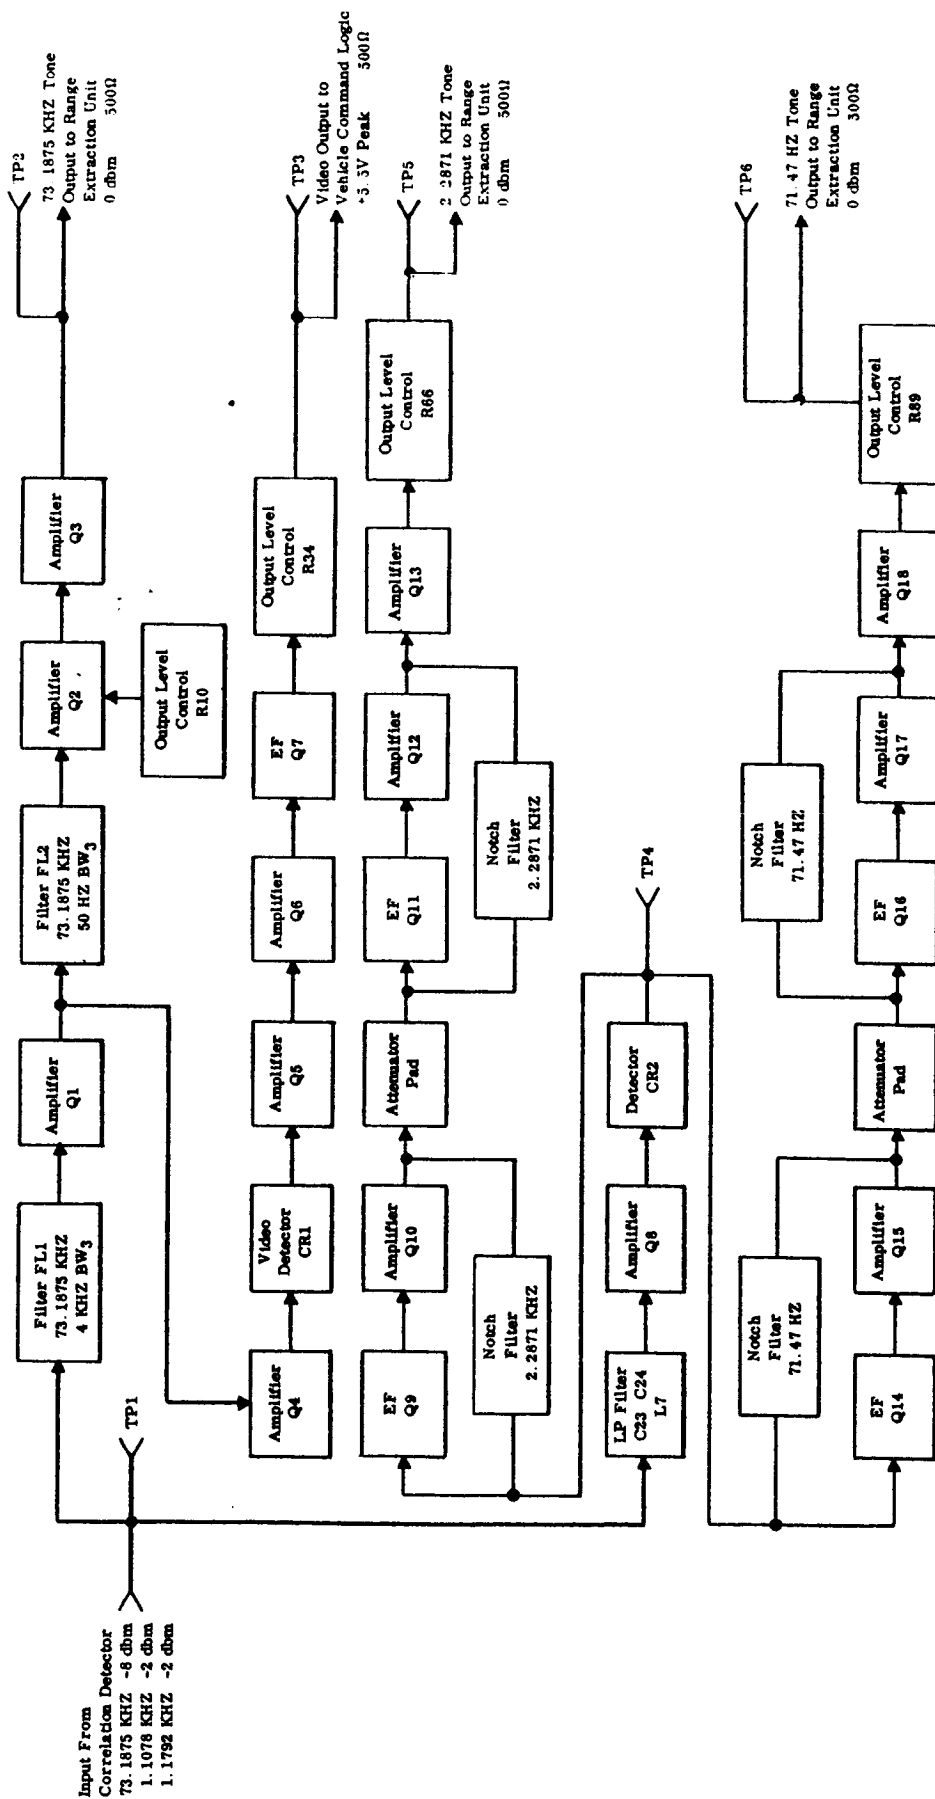 Input From
Correlation Detector
73.1875 KHZ -8 dbm
1.1078 KHZ -2 dbm
1.1792 KHZ -2 dbm
TP1
Filter FL1
73.1875 KHZ
4 KHZ BW3
Amplifier
Q1
Filter FL2
73.1875 KHZ
50 HZ BW3
Amplifier
Q2
Output Level
Control
R10
Amplifier
Q3
TP2
73 1875 KHZ Tone
Output to Range
Extraction Unit
0 dbm 500Ω
Amplifier
Q4
Video
Detector
CR1
Amplifier
Q5
Amplifier
Q6
EF
Q7
Output Level
Control
R34
TP3
Video Output to
Vehicle Command Logic
Peak 500Ω
EF
Q9
Amplifier
Q10
Notch
Filter
2.2871 KHZ
Attenuator
Pad
EF
Q11
Amplifier
Q12
Notch
Filter
2.2871 KHZ
Amplifier
Q13
Output Level
Control
R66
TP5
2 2871 KHZ Tone
Output to Range
Extraction Unit
0 dbm 500Ω
LP Filter
C23 C24
L7
Amplifier
Q8
Detector
CR2
TP4
Notch
Filter
71.47 HZ
EF
Q14
Amplifier
Q15
Attenuator
Pad
Notch
Filter
71.47 HZ
EF
Q16
Amplifier
Q17
Amplifier
Q18
Output Level
Control
R89
TP6
71.47 HZ Tone
Output to Range
Extraction Unit
0 dbm 500Ω